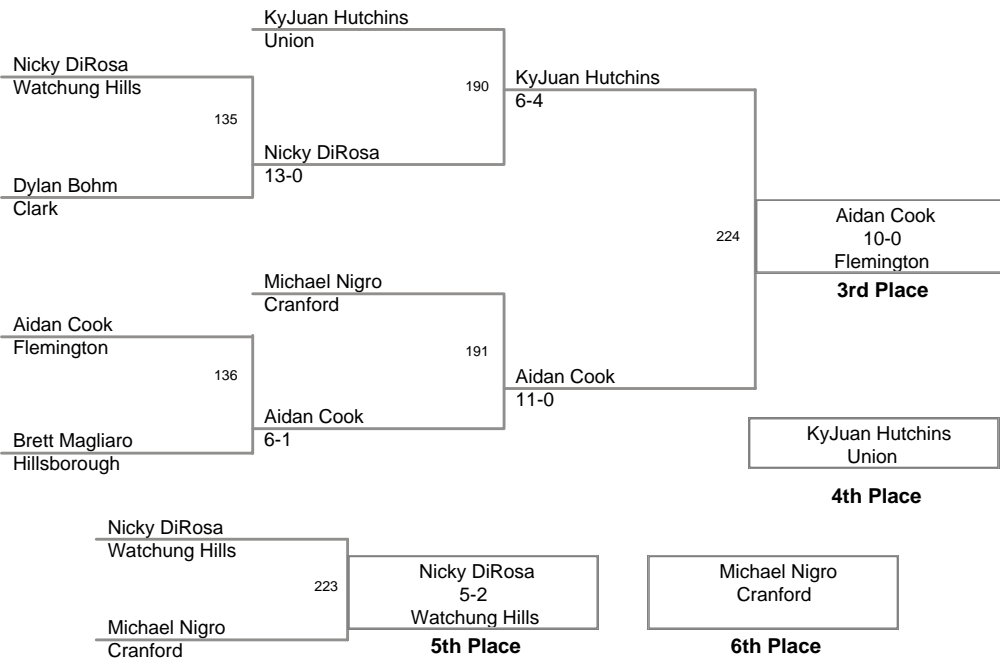 KyJuan Hutchins
Union
Nicky DiRosa
Watchung Hills
190
KyJuan Hutchins
6-4
135
Nicky DiRosa
13-0
Dylan Bohm
Clark
Aidan Cook
10-0
Flemington
3rd Place
224
Michael Nigro
Cranford
Aidan Cook
Flemington
191
136
Aidan Cook
11-0
Aidan Cook
6-1
Brett Magliaro
Hillsborough
KyJuan Hutchins
Union
4th Place
Nicky DiRosa
Watchung Hills
223
Nicky DiRosa
5-2
Watchung Hills
5th Place
Michael Nigro
Cranford
6th Place
Michael Nigro
Cranford